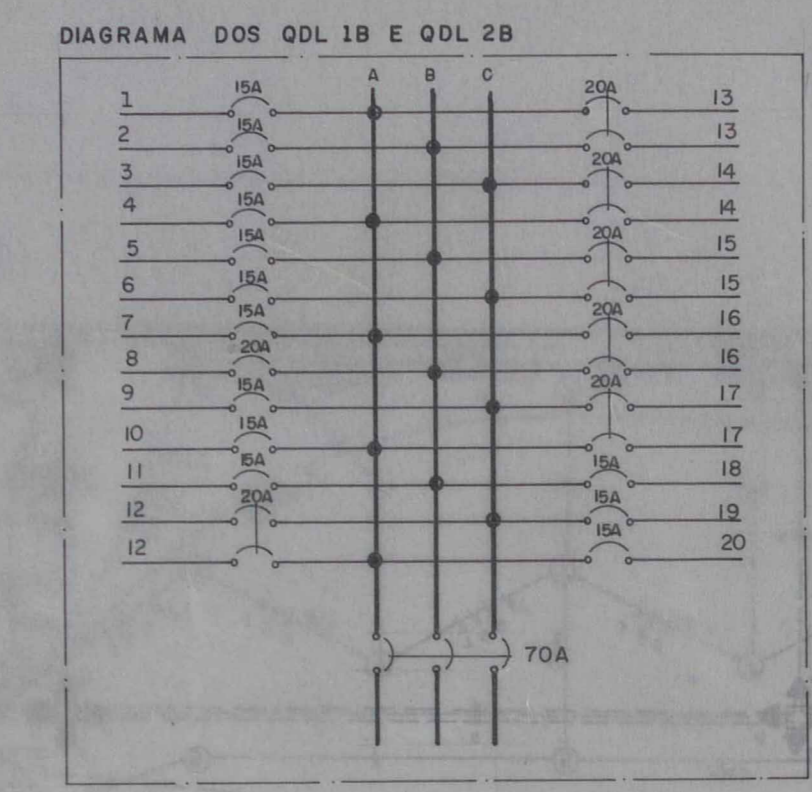 DIAGRAMA DOS QDL 1B E QDL 2B
A B C
1 15A 20A 13
2 15A 13
3 15A 20A 14
4 15A 14
5 15A 20A 15
6 15A 15
7 15A 20A 16
8 20A 16
9 15A 20A 17
10 15A 17
11 15A 15A 18
12 20A 15A 19
12 15A 20
70A